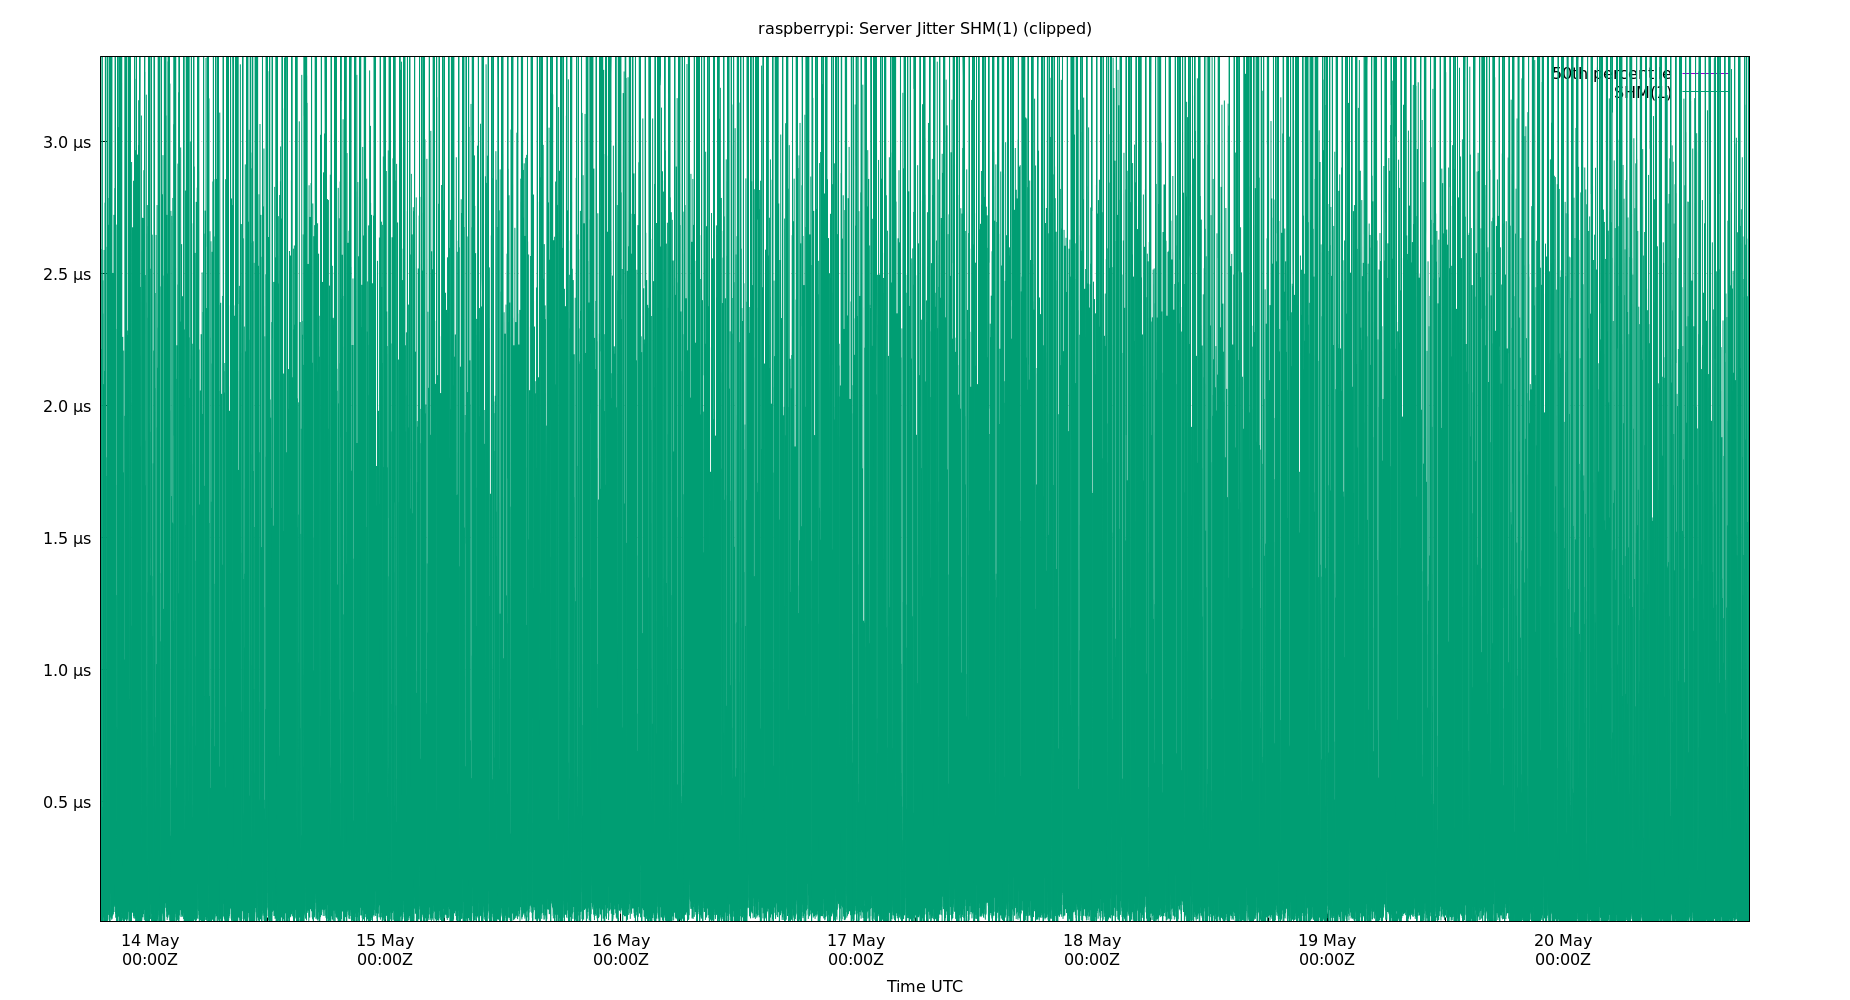 raspberrypi: Server Jitter SHM(1) (clipped)
50th percentile
SHM(1)
3.0 µs
2.5 µs
2.0 µs
1.5 µs
1.0 µs
0.5 µs
14 May 15 May 16 May 17 May 18 May 19 May 20 May
00:00Z 00:00Z 00:00Z 00:00Z 00:00Z 00:00Z 00:00Z
Time UTC